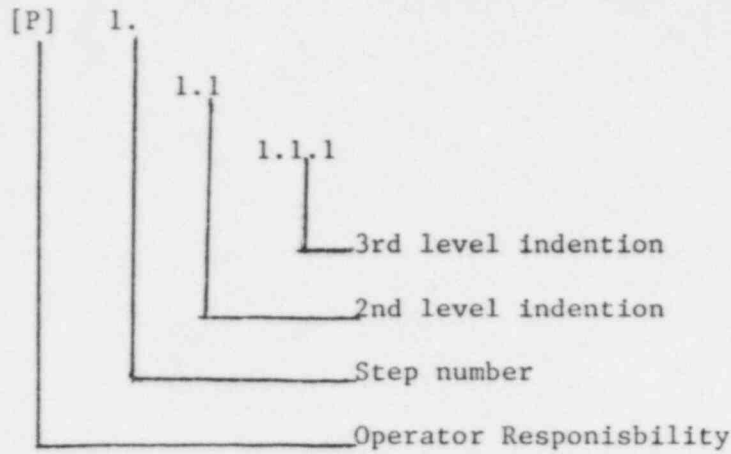 [P] 1.
1.1
1.1.1
3rd level indention
2nd level indention
Step number
Operator Responisbility